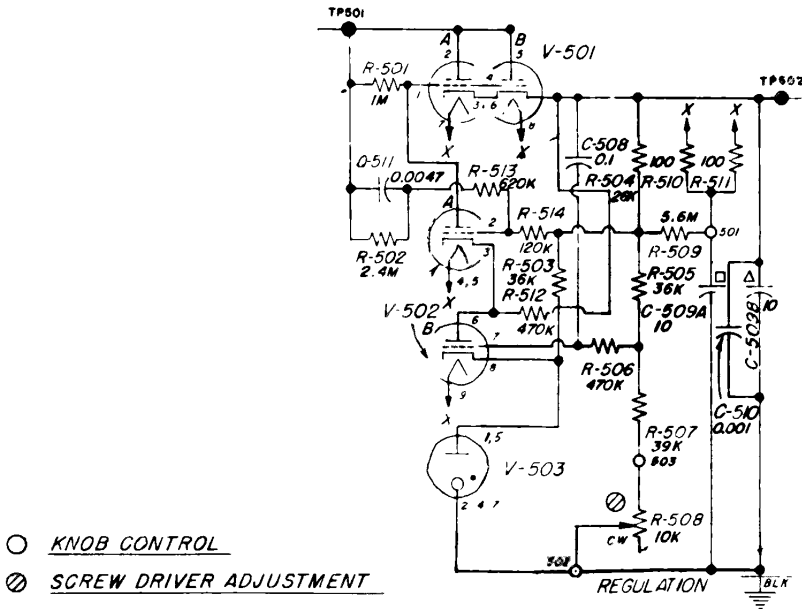 TP501
A
B
2
5
V-501
R-501
1M
1
4
3,6
7
8
X
X
TP502
X
X
C-508
0.1
100
100
R-504
26K
R-510
R-511
C-511
0.0047
R-513
620K
A
2
R-514
120K
3
5.6M
R-509
501
R-502
2.4M
4,5
X
R-503
36K
R-512
470K
R-505
36K
C-509A
10
C-509B
10
V-502
B
6
7
8
9
X
R-506
470K
C-510
0.001
R-507
39K
503
1,5
V-503
2 4 7
R-508
10K
CW
502
REGULATION
BLK
KNOB CONTROL
SCREW DRIVER ADJUSTMENT